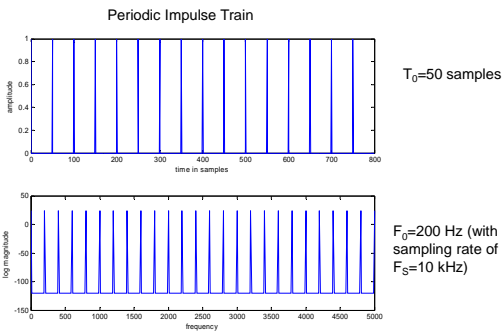 Periodic Impulse Train
1
0.8
0.6
0.4
0.2
0
amplitude
0 100 200 300 400 500 600 700 800
time in samples
T₀=50 samples
50
0
-50
-100
-150
log magnitude
0 500 1000 1500 2000 2500 3000 3500 4000 4500 5000
frequency
F₀=200 Hz (with
sampling rate of
Fₛ=10 kHz)